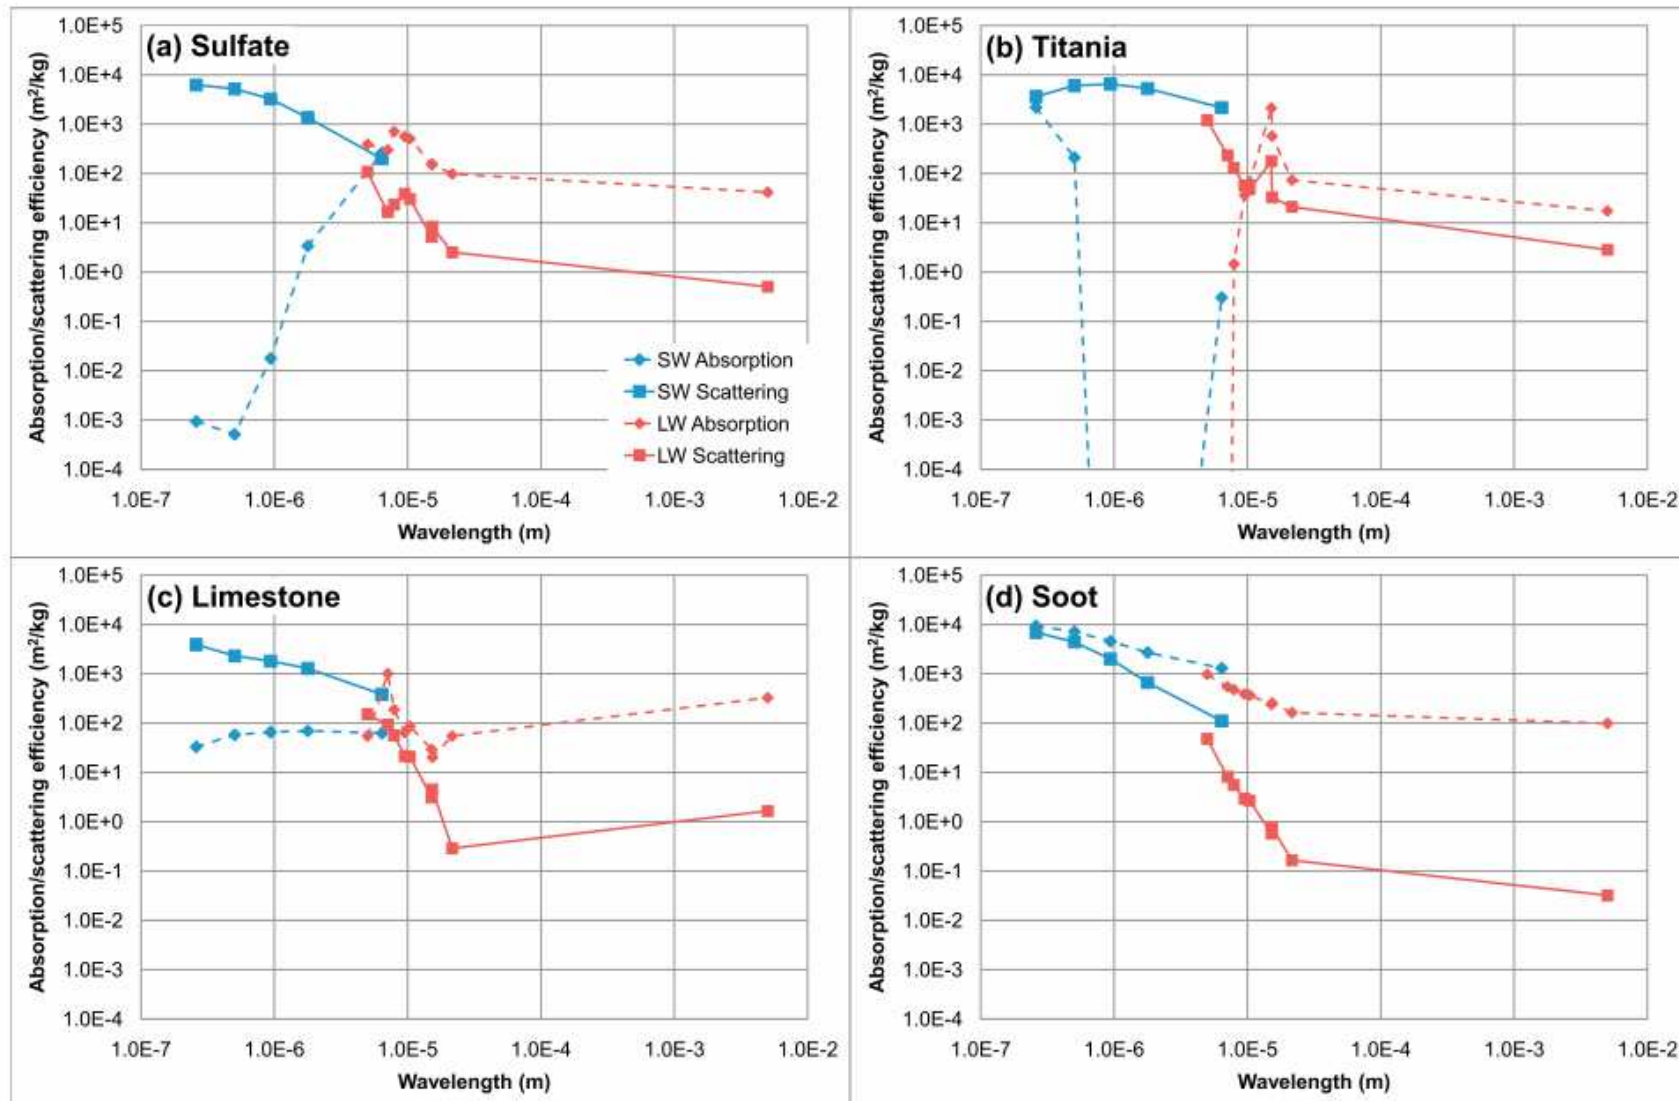 (a) Sulfate
Absorption/scattering efficiency (m²/kg)
1.0E+5
1.0E+4
1.0E+3
1.0E+2
1.0E+1
1.0E+0
1.0E-1
1.0E-2
1.0E-3
1.0E-4
SW Absorption
SW Scattering
LW Absorption
LW Scattering
1.0E-7 1.0E-6 1.0E-5 1.0E-4 1.0E-3 1.0E-2
Wavelength (m)
(b) Titania
Absorption/scattering efficiency (m²/kg)
1.0E+5
1.0E+4
1.0E+3
1.0E+2
1.0E+1
1.0E+0
1.0E-1
1.0E-2
1.0E-3
1.0E-4
1.0E-7 1.0E-6 1.0E-5 1.0E-4 1.0E-3 1.0E-2
Wavelength (m)
(c) Limestone
Absorption/scattering efficiency (m²/kg)
1.0E+5
1.0E+4
1.0E+3
1.0E+2
1.0E+1
1.0E+0
1.0E-1
1.0E-2
1.0E-3
1.0E-4
1.0E-7 1.0E-6 1.0E-5 1.0E-4 1.0E-3 1.0E-2
Wavelength (m)
(d) Soot
Absorption/scattering efficiency (m²/kg)
1.0E+5
1.0E+4
1.0E+3
1.0E+2
1.0E+1
1.0E+0
1.0E-1
1.0E-2
1.0E-3
1.0E-4
1.0E-7 1.0E-6 1.0E-5 1.0E-4 1.0E-3 1.0E-2
Wavelength (m)